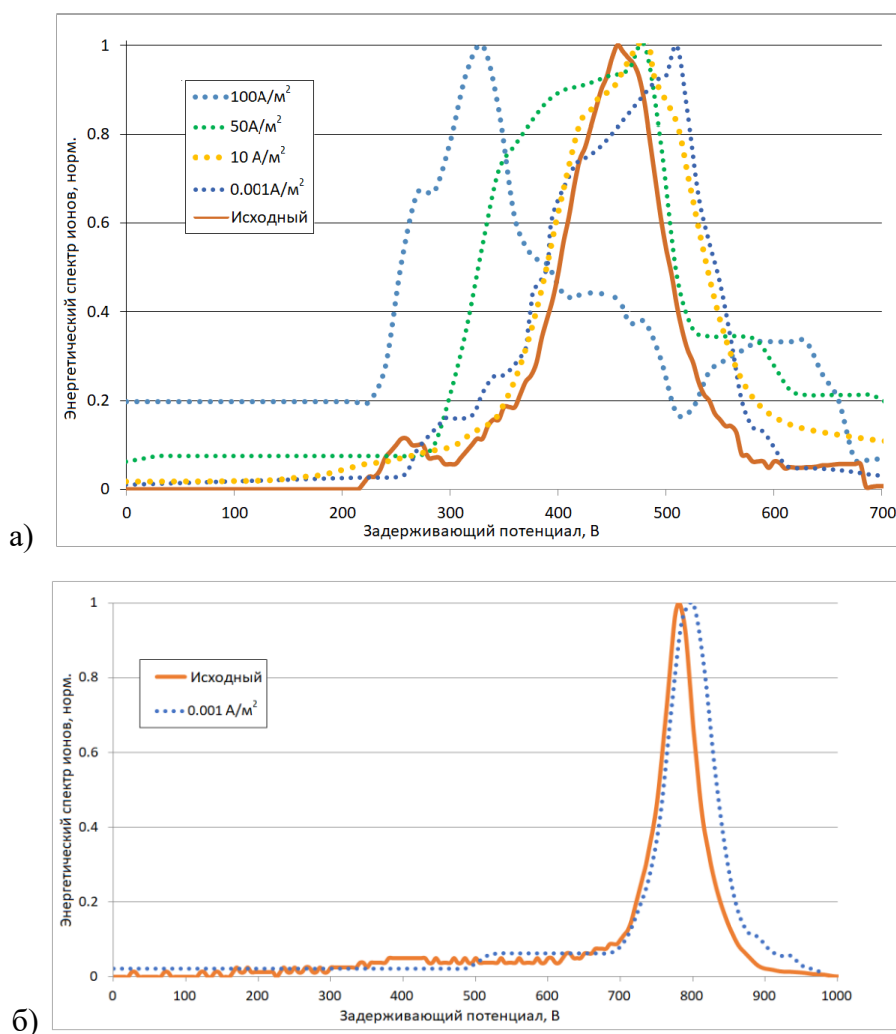 1
0.8
0.6
0.4
0.2
0
Энергетический спектр ионов, норм.
100А/м²
50А/м²
10 А/м²
0.001А/м²
Исходный
0 100 200 300 400 500 600 700
Задерживающий потенциал, В
а)
1
0.8
0.6
0.4
0.2
0
Энергетический спектр ионов, норм.
Исходный
0.001 А/м²
0 100 200 300 400 500 600 700 800 900 1000
Задерживающий потенциал, В
б)